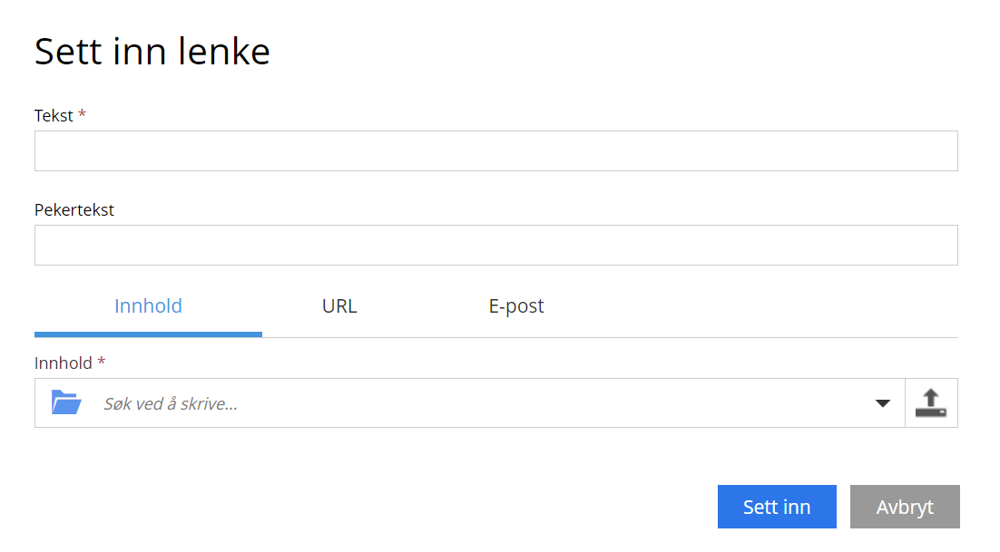 Sett inn lenke
Tekst *
Pekertekst
Innhold URL E-post
Innhold *
Søk ved å skrive...
Sett inn Avbryt